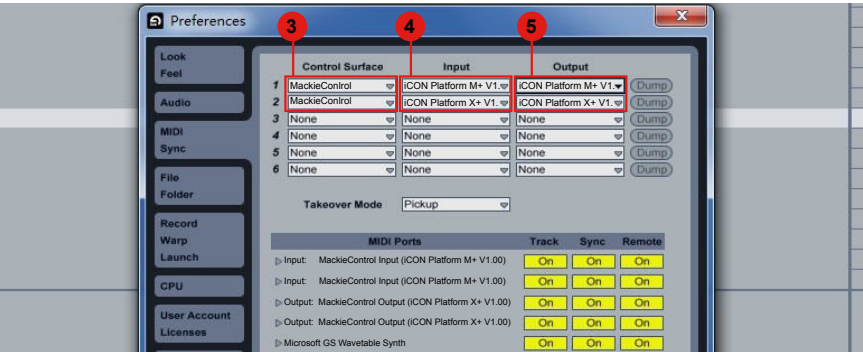 Preferences
x
3 4 5
Look
Feel
Audio
MIDI
Sync
File
Folder
Record
Warp
Launch
CPU
User Account
Licenses
Control Surface Input Output
1 MackieConlrol iCON Platform M+ V1. iCON Platform M+ V1. Dump
2 MackieConlrol iCON Platform X+ V1. iCON Platform X+ V1. Dump
3 None None None Dump
4 None None None Dump
5 None None None Dump
6 None None None Dump
Takeover Mode Pickup
MIDI Ports Track Sync Remote
Input: MackieControl Input (iCON Platform M+ V1.00) On On On
Input: MackieControl Input (iCON Platform M+ V1.00) On On On
Output: MackieControl Output (iCON Platform X+ V1.00) On On On
Output: MackieControl Output (iCON Platform X+ V1.00) On On On
Microsoft GS Wavetable Synth On On On